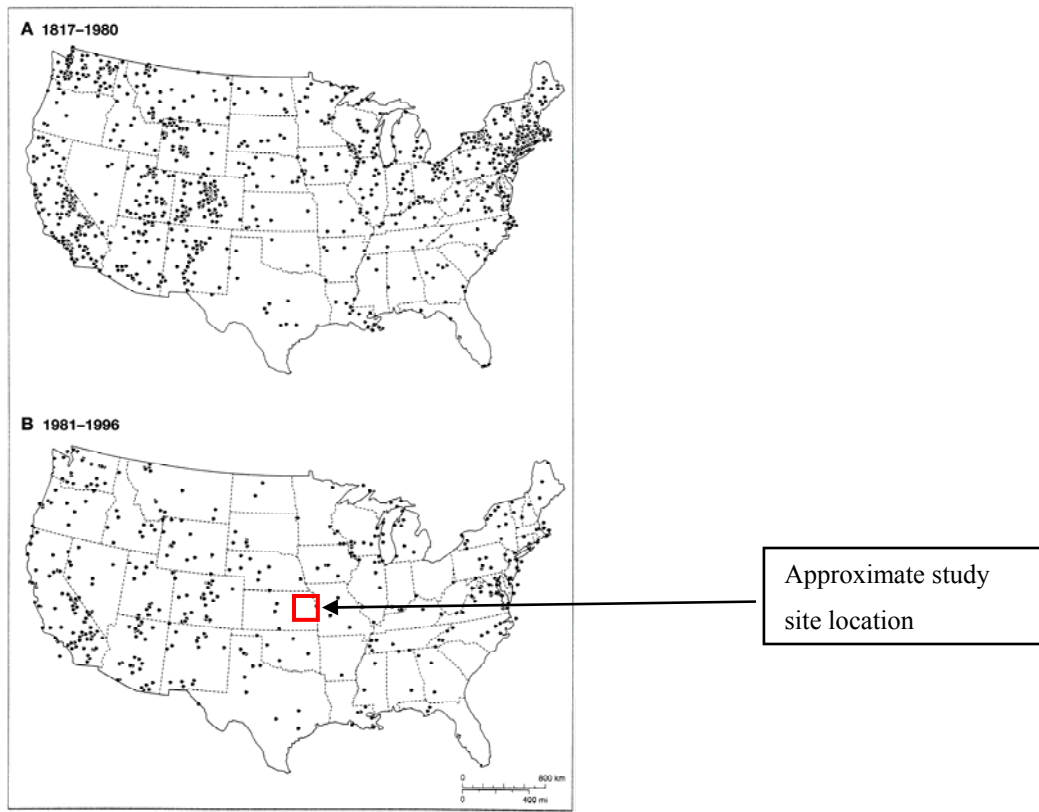 A 1817–1980
B 1981–1996
Approximate study
site location
0 800 km
0 400 mi